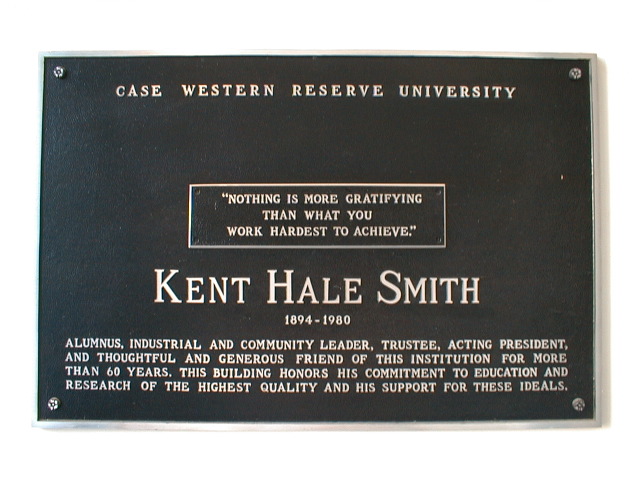 CASE WESTERN RESERVE UNIVERSITY
"NOTHING IS MORE GRATIFYING
THAN WHAT YOU
WORK HARDEST TO ACHIEVE."
KENT HALE SMITH
1894-1980
ALUMNUS, INDUSTRIAL AND COMMUNITY LEADER, TRUSTEE, ACTING PRESIDENT,
AND THOUGHTFUL AND GENEROUS FRIEND OF THIS INSTITUTION FOR MORE
THAN 60 YEARS. THIS BUILDING HONORS HIS COMMITMENT TO EDUCATION AND
RESEARCH OF THE HIGHEST QUALITY AND HIS SUPPORT FOR THESE IDEALS.